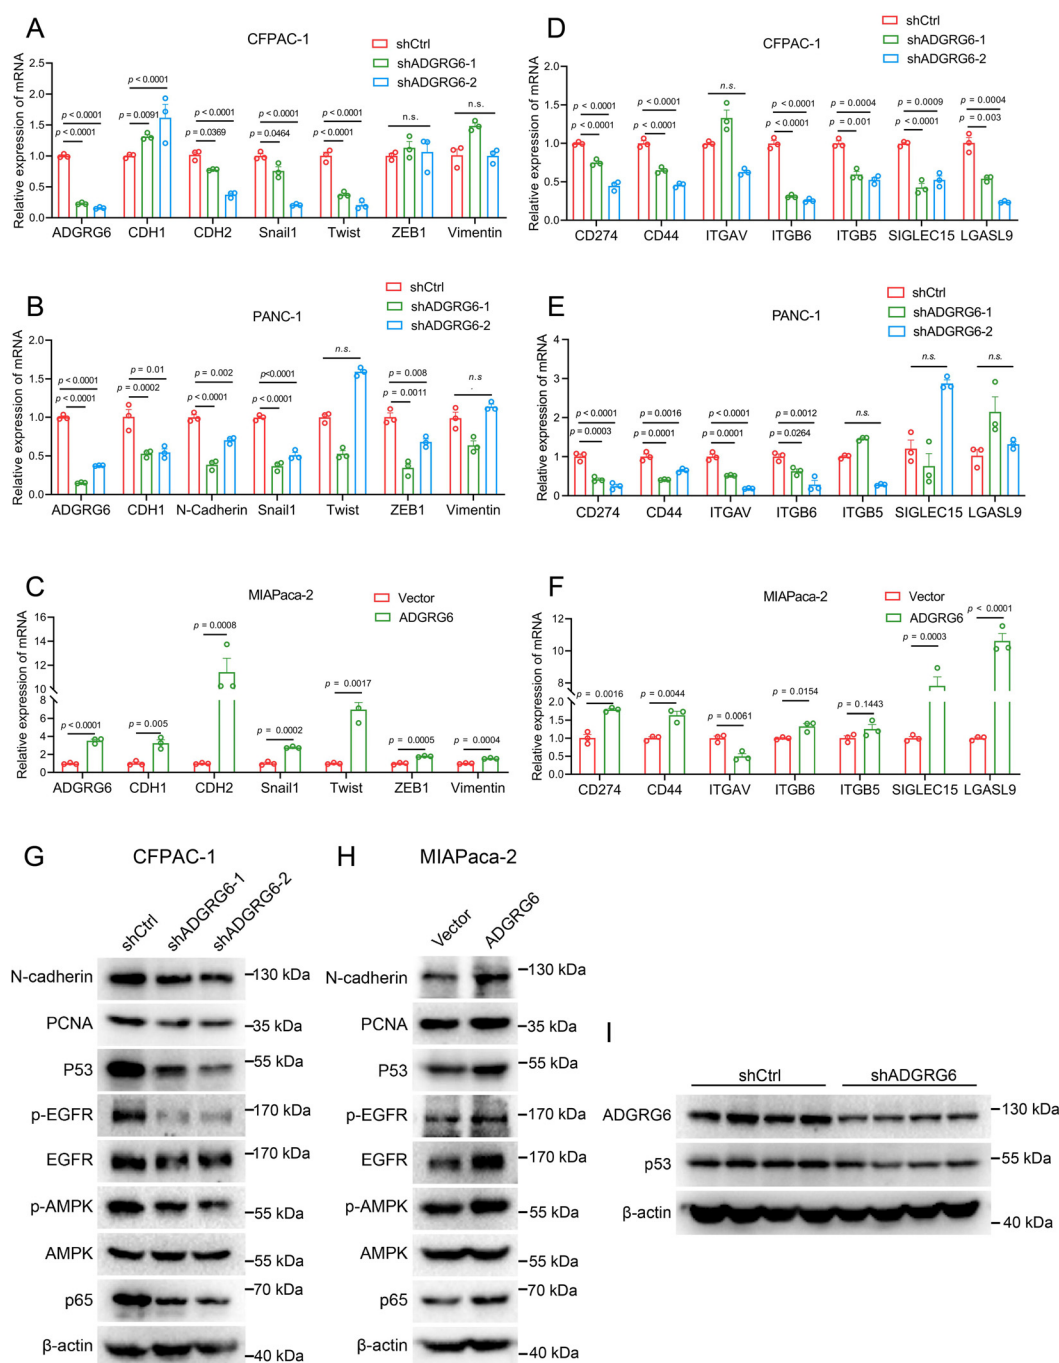 A
CFPAC-1
shCtrl
shADGRG6-1
shADGRG6-2
Relative expression of mRNA
2.5
2.0
1.5
1.0
0.5
0.0
p < 0.0001
p < 0.0001
p < 0.0001
p = 0.0091
p < 0.0001
p = 0.0369
p < 0.0001
p = 0.0464
p < 0.0001
p < 0.0001
n.s.
n.s.
ADGRG6 CDH1 CDH2 Snail1 Twist ZEB1 Vimentin
D
CFPAC-1
shCtrl
shADGRG6-1
shADGRG6-2
Relative expression of mRNA
2.0
1.5
1.0
0.5
0.0
p < 0.0001
p < 0.0001
p < 0.0001
p < 0.0001
n.s.
p < 0.0001
p < 0.0001
p = 0.0004
p = 0.001
p = 0.0009
p < 0.0001
p = 0.0004
p = 0.003
CD274 CD44 ITGAV ITGB6 ITGB5 SIGLEC15 LGASL9
B
PANC-1
shCtrl
shADGRG6-1
shADGRG6-2
Relative expression of mRNA
2.0
1.5
1.0
0.5
0.0
p < 0.0001
p < 0.0001
p = 0.01
p = 0.0002
p = 0.002
p < 0.0001
p<0.0001
p < 0.0001
n.s.
p = 0.008
p = 0.0011
n.s
.
ADGRG6 CDH1 N-Cadherin Snail1 Twist ZEB1 Vimentin
E
PANC-1
shCtrl
shADGRG6-1
shADGRG6-2
Relative expression of mRNA
4
3
2
1
0
p < 0.0001
p = 0.0003
p = 0.0016
p = 0.0001
p < 0.0001
p = 0.0001
p = 0.0012
p = 0.0264
n.s.
n.s.
n.s.
CD274 CD44 ITGAV ITGB6 ITGB5 SIGLEC15 LGASL9
C
MIAPaca-2
Vector
ADGRG6
Relative expression of mRNA
16
14
12
10
8
6
4
2
0
p < 0.0001
p = 0.005
p = 0.0008
p = 0.0002
p = 0.0017
p = 0.0005
p = 0.0004
ADGRG6 CDH1 CDH2 Snail1 Twist ZEB1 Vimentin
F
MIAPaca-2
Vector
ADGRG6
Relative expression of mRNA
12
10
8
6
2.5
2.0
1.5
1.0
0.5
0.0
p = 0.0016
p = 0.0044
p = 0.0061
p = 0.0154
p = 0.1443
p = 0.0003
p < 0.0001
CD274 CD44 ITGAV ITGB6 ITGB5 SIGLEC15 LGASL9
G
CFPAC-1
shCtrl
shADGRG6-1
shADGRG6-2
N-cadherin 130 kDa
PCNA 35 kDa
P53 55 kDa
p-EGFR 170 kDa
EGFR 170 kDa
p-AMPK 55 kDa
AMPK 55 kDa
p65 70 kDa
β-actin 40 kDa
H
MIAPaca-2
Vector
ADGRG6
N-cadherin 130 kDa
PCNA 35 kDa
P53 55 kDa
p-EGFR 170 kDa
EGFR 170 kDa
p-AMPK 55 kDa
AMPK 55 kDa
p65 70 kDa
β-actin 40 kDa
I
shCtrl shADGRG6
ADGRG6 130 kDa
p53 55 kDa
β-actin 40 kDa